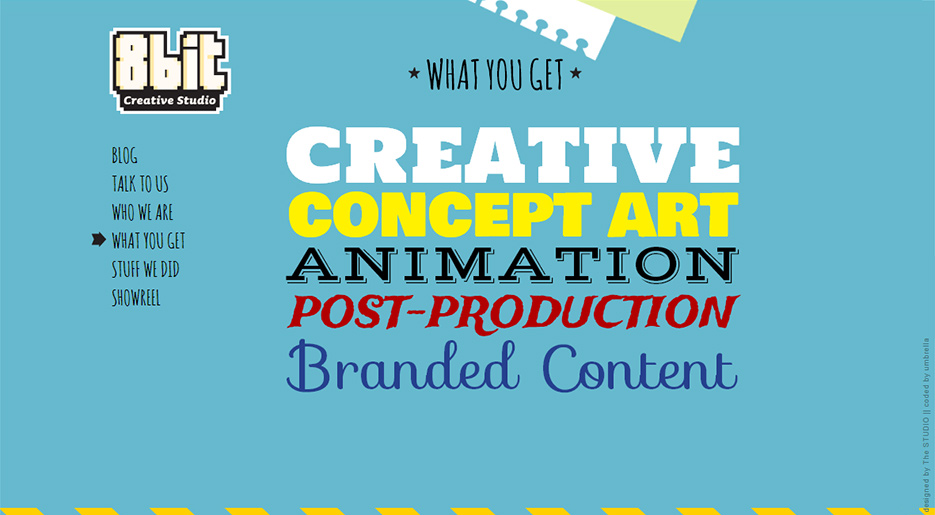 8bit
Creative Studio
★ WHAT YOU GET ★
BLOG
TALK TO US
WHO WE ARE
WHAT YOU GET
STUFF WE DID
SHOWREEL
CREATIVE
CONCEPT ART
ANIMATION
POST-PRODUCTION
Branded Content
designed by The STUDIO || coded by umbrella